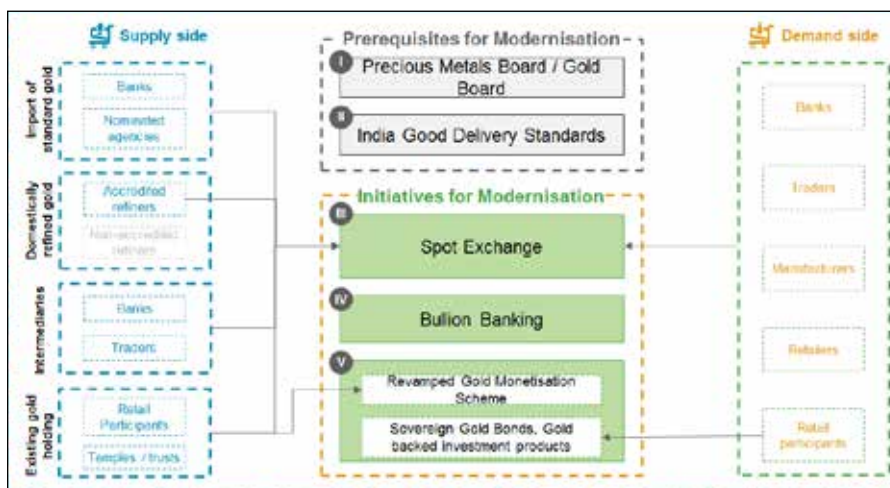 Supply side
Import of
standard gold
Banks
Nominated
agencies
Domestically
refined gold
Accredited
refiners
Non-accredited
refiners
Intermediaries
Banks
Traders
Existing gold
holding
Retail
Participants
Temples / trusts
Prerequisites for Modernisation
I
Precious Metals Board / Gold
Board
II
India Good Delivery Standards
Initiatives for Modernisation
III
Spot Exchange
IV
Bullion Banking
V
Revamped Gold Monetisation
Scheme
Sovereign Gold Bonds, Gold
backed investment products
Demand side
Banks
Traders
Manufacturers
Retailers
Retail
participants